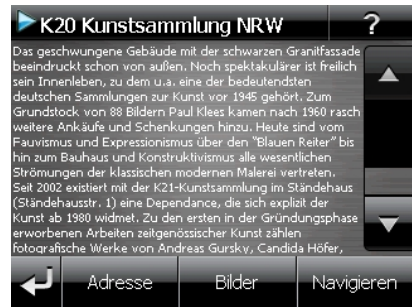 K20 Kunstsammlung NRW ?
Das geschwungene Gebäude mit der schwarzen Granitfassade
beeindruckt schon von außen. Noch spektakulärer ist freilich
sein Innenleben, zu dem u.a. eine der bedeutendsten
deutschen Sammlungen zur Kunst vor 1945 gehört. Zum
Grundstock von 88 Bildern Paul Klees kamen nach 1960 rasch
weitere Ankäufe und Schenkungen hinzu. Heute sind vom
Fauvismus und Expressionismus über den "Blauen Reiter" bis
hin zum Bauhaus und Konstruktivismus alle wesentlichen
Strömungen der klassischen modernen Malerei vertreten.
Seit 2002 existiert mit der K21-Kunstsammlung im Ständehaus
(Ständehausstr. 1) eine Dependance, die sich explizit der
Kunst ab 1980 widmet. Zu den ersten in der Gründungsphase
erworbenen Arbeiten zeitgenössischer Kunst zählen
fotografische Werke von Andreas Gursky, Candida Höfer,
Adresse Bilder Navigieren